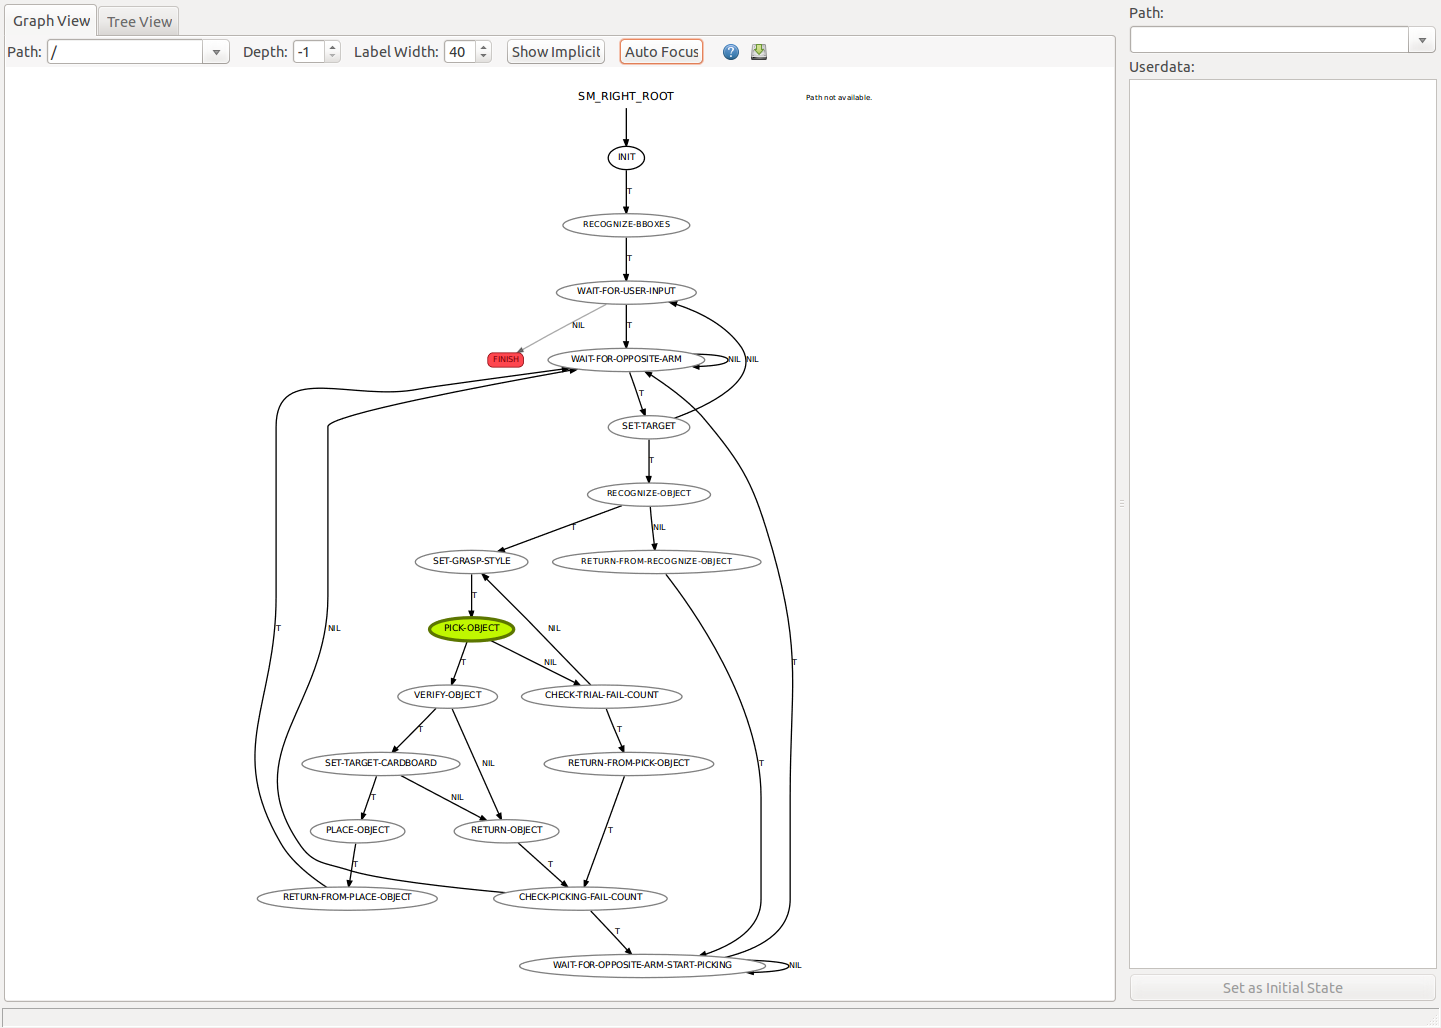 Graph View
Tree View
Path:
/
Depth:
-1
Label Width:
40
Show Implicit
Auto Focus
Path:
Userdata:
SM_RIGHT_ROOT
Path not available.
INIT
T
RECOGNIZE-BBOXES
T
WAIT-FOR-USER-INPUT
NIL
T
FINISH
WAIT-FOR-OPPOSITE-ARM
NIL
NIL
T
SET-TARGET
T
RECOGNIZE-OBJECT
T
NIL
SET-GRASP-STYLE
RETURN-FROM-RECOGNIZE-OBJECT
T
T
NIL
PICK-OBJECT
NIL
T
NIL
T
VERIFY-OBJECT
CHECK-TRIAL-FAIL-COUNT
T
T
SET-TARGET-CARDBOARD
NIL
RETURN-FROM-PICK-OBJECT
T
T
NIL
PLACE-OBJECT
RETURN-OBJECT
T
T
T
RETURN-FROM-PLACE-OBJECT
CHECK-PICKING-FAIL-COUNT
T
WAIT-FOR-OPPOSITE-ARM-START-PICKING
NIL
Set as Initial State